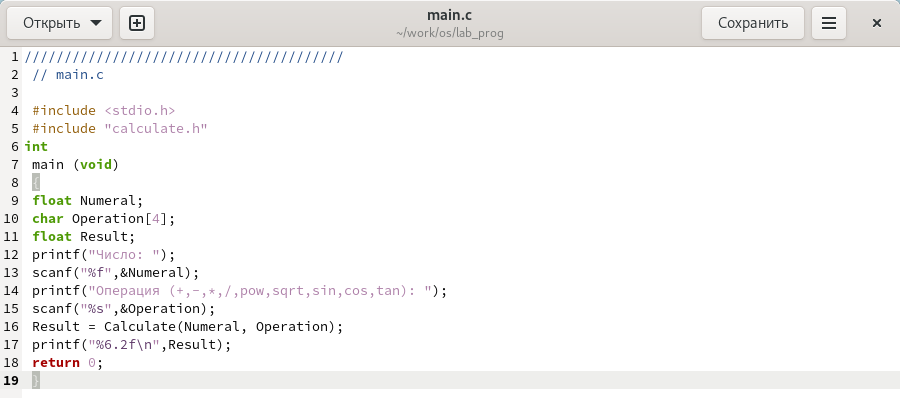 Открыть
main.c
~/work/os/lab_prog
Сохранить
1 ////////////////////////////////////////
2 // main.c
3
4 #include <stdio.h>
5 #include "calculate.h"
6 int
7 main (void)
8 {
9 float Numeral;
10 char Operation[4];
11 float Result;
12 printf("Число: ");
13 scanf("%f",&Numeral);
14 printf("Операция (+,-,*,/,pow,sqrt,sin,cos,tan): ");
15 scanf("%s",&Operation);
16 Result = Calculate(Numeral, Operation);
17 printf("%6.2f\n",Result);
18 return 0;
19 }